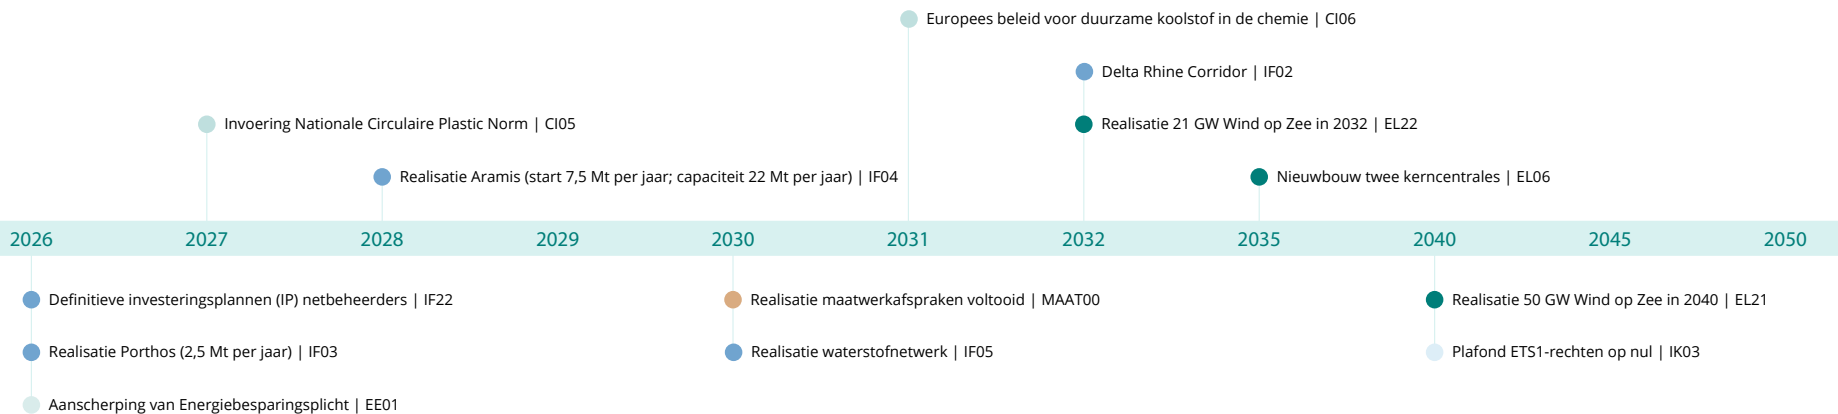 Europees beleid voor duurzame koolstof in de chemie | CI06
Delta Rhine Corridor | IF02
Invoering Nationale Circulaire Plastic Norm | CI05
Realisatie 21 GW Wind op Zee in 2032 | EL22
Realisatie Aramis (start 7,5 Mt per jaar; capaciteit 22 Mt per jaar) | IF04
Nieuwbouw twee kerncentrales | EL06
2026 2027 2028 2029 2030 2031 2032 2035 2040 2045 2050
Definitieve investeringsplannen (IP) netbeheerders | IF22
Realisatie maatwerkafspraken voltooid | MAAT00
Realisatie 50 GW Wind op Zee in 2040 | EL21
Realisatie Porthos (2,5 Mt per jaar) | IF03
Realisatie waterstofnetwerk | IF05
Plafond ETS1-rechten op nul | IK03
Aanscherping van Energiebesparingsplicht | EE01